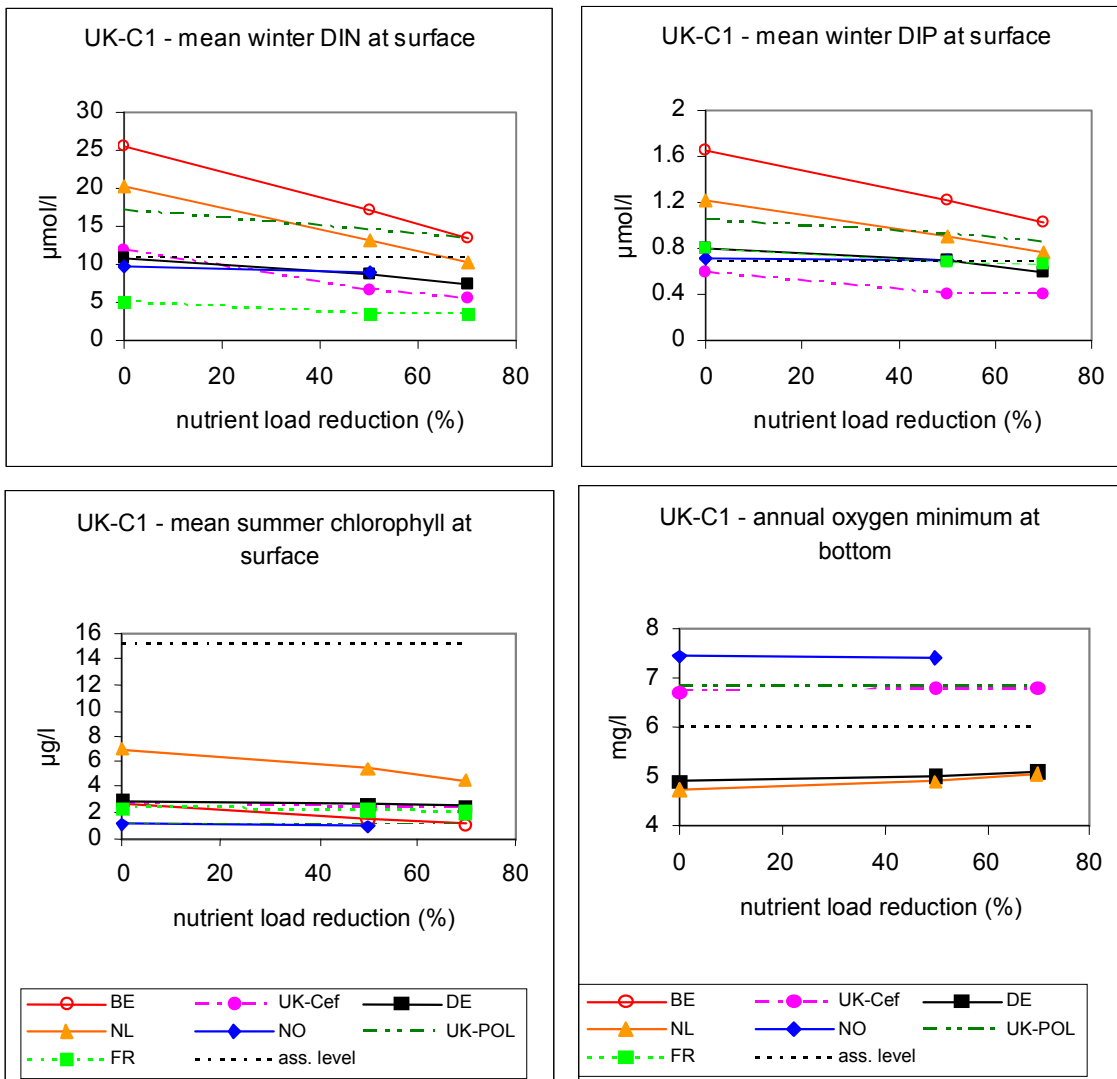 UK-C1 - mean winter DIN at surface
30
25
20
15
10
5
0
µmol/l
0 20 40 60 80
nutrient load reduction (%)
UK-C1 - mean winter DIP at surface
2
1.6
1.2
0.8
0.4
0
µmol/l
0 20 40 60 80
nutrient load reduction (%)
UK-C1 - mean summer chlorophyll at
surface
16
14
12
10
8
6
4
2
0
µg/l
0 20 40 60 80
nutrient load reduction (%)
BE UK-Cef DE
NL NO UK-POL
FR ass. level
UK-C1 - annual oxygen minimum at
bottom
8
7
6
5
4
mg/l
0 20 40 60 80
nutrient load reduction (%)
BE UK-Cef DE
NL NO UK-POL
FR ass. level